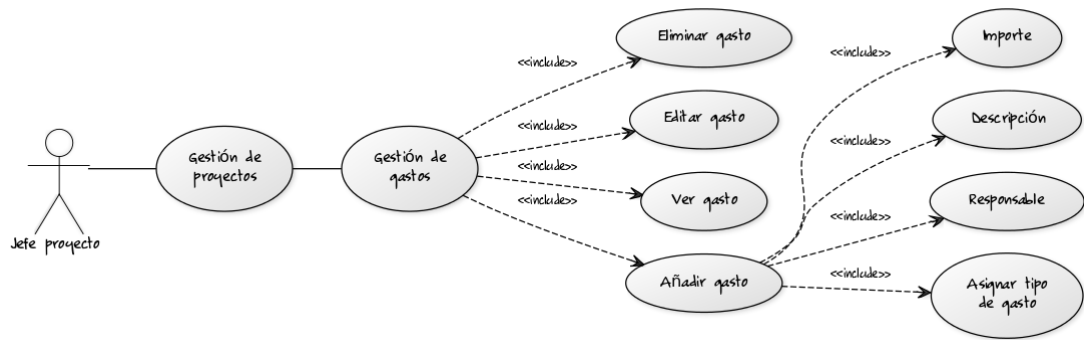 Jefe proyecto
Gestión de
proyectos
Gestión de
gastos
<<include>>
<<include>>
<<include>>
<<include>>
Eliminar gasto
Editar gasto
Ver gasto
Añadir gasto
<<include>>
<<include>>
<<include>>
<<include>>
Importe
Descripción
Responsable
Asignar tipo
de gasto